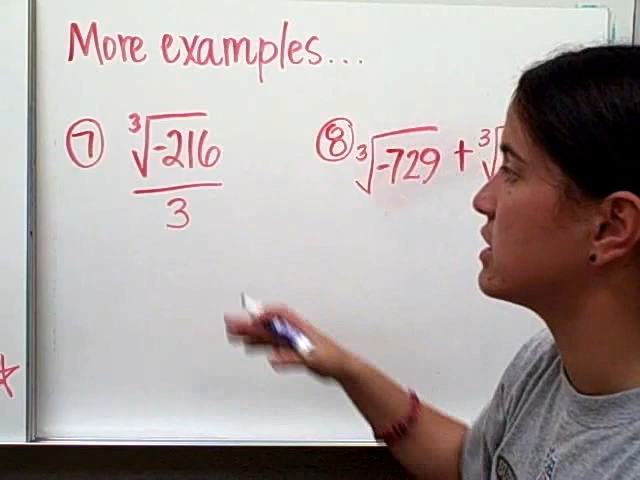 More examples...
⑦ ∛-216 / 3
⑧ ∛-729 + ∛